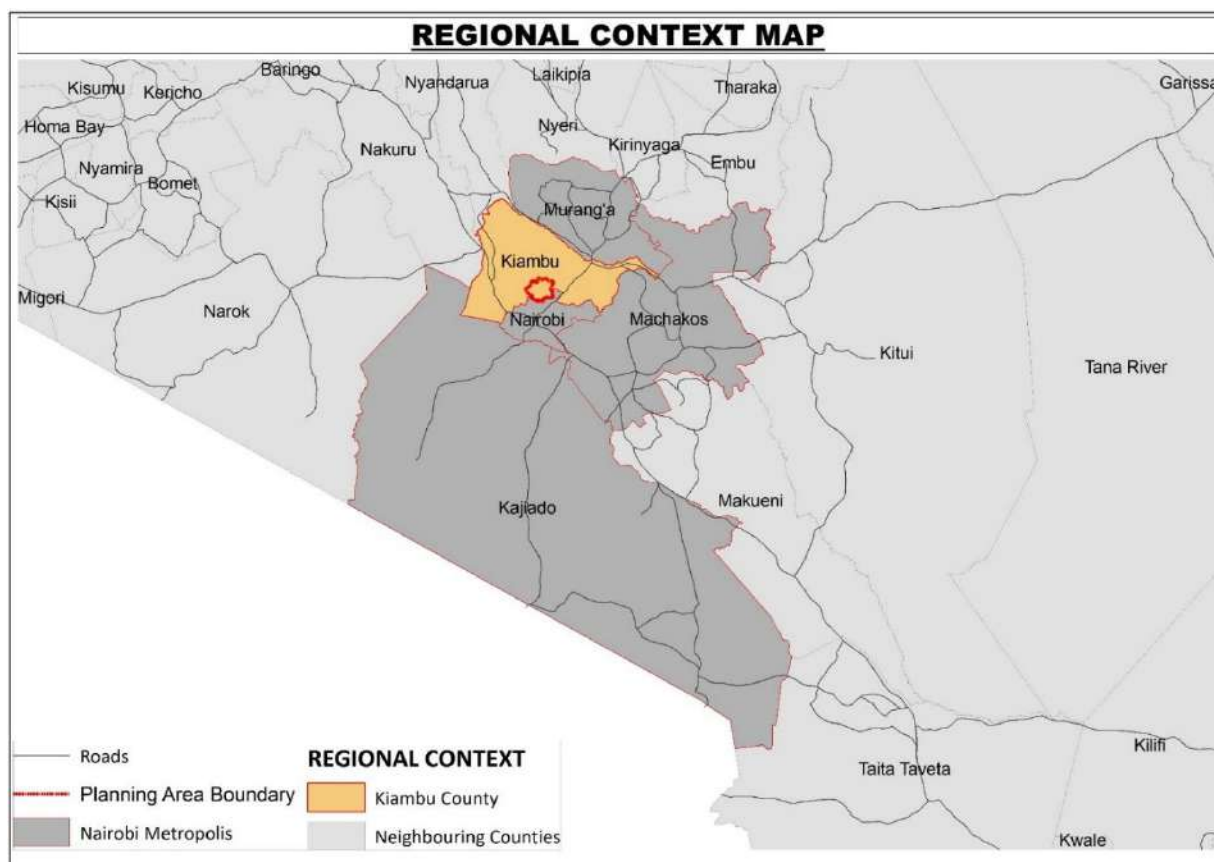 REGIONAL CONTEXT MAP
Baringo
Kisumu
Kericho
Nyandarua
Laikipia
Tharaka
Garissa
Homa Bay
Nyeri
Nakuru
Kirinyaga
Nyamira
Embu
Bomet
Kisii
Murang'a
Kiambu
Migori
Narok
Nairobi
Machakos
Kitui
Tana River
Kajiado
Makueni
Roads
Planning Area Boundary
Nairobi Metropolis
REGIONAL CONTEXT
Kiambu County
Neighbouring Counties
Kilifi
Taita Taveta
Kwale